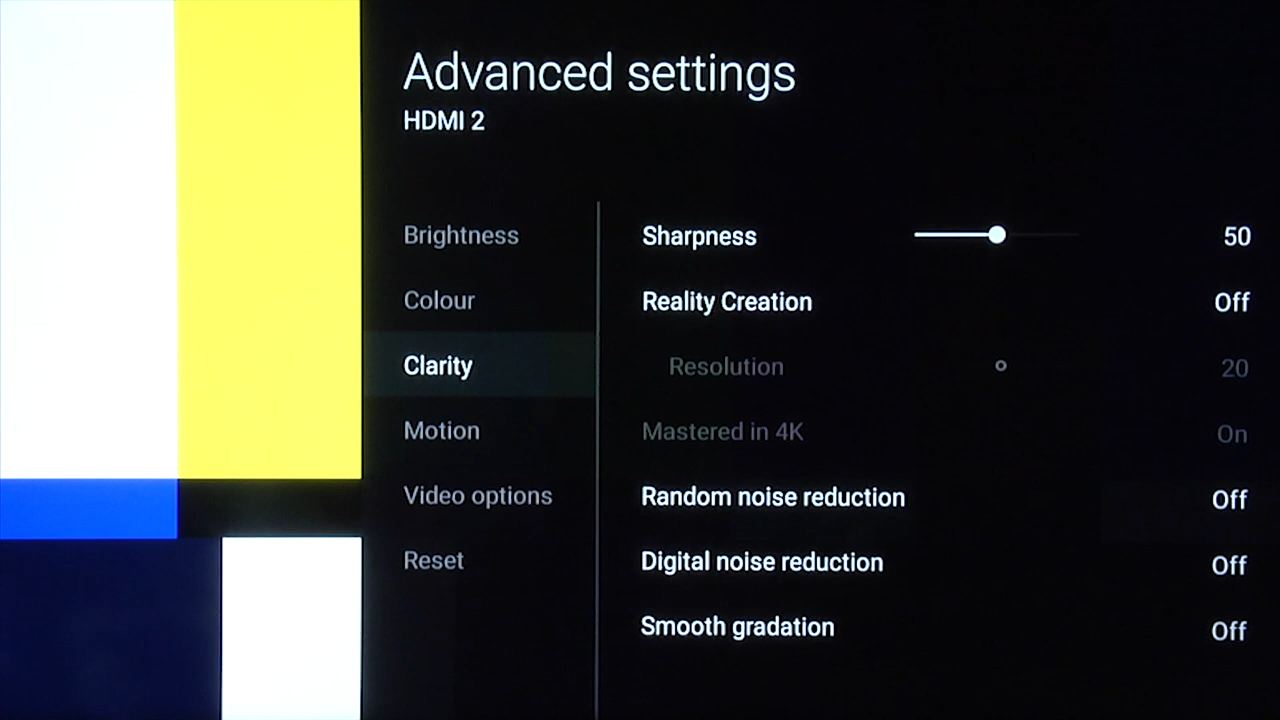 Advanced settings
HDMI 2
Brightness
Colour
Clarity
Motion
Video options
Reset
Sharpness 50
Reality Creation Off
Resolution 20
Mastered in 4K On
Random noise reduction Off
Digital noise reduction Off
Smooth gradation Off